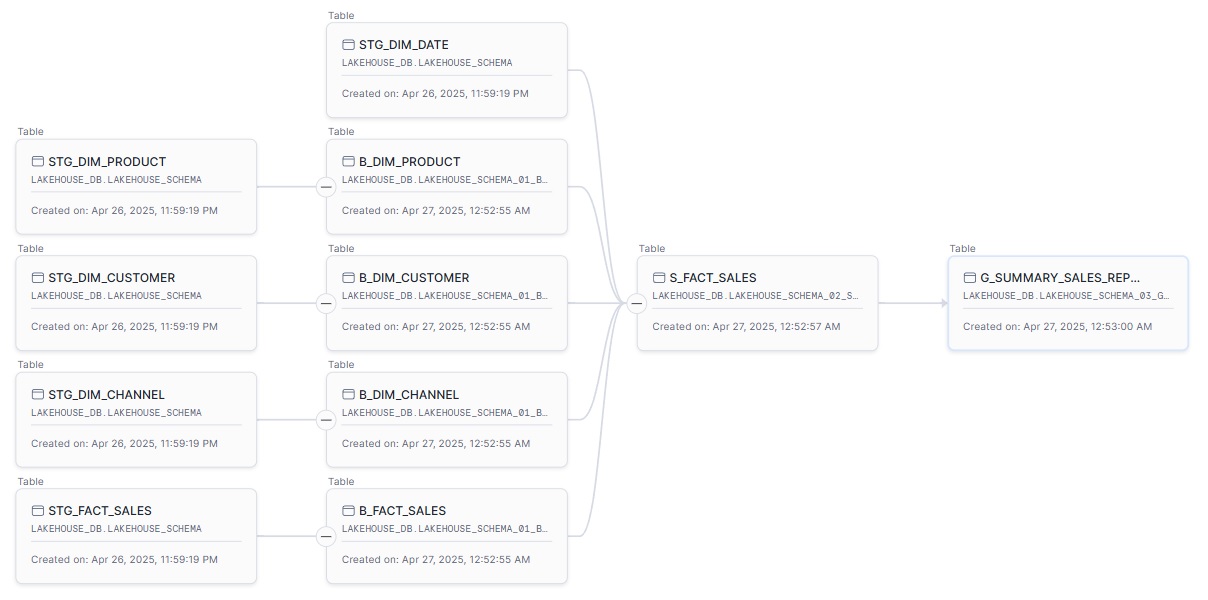 Table
STG_DIM_DATE
LAKEHOUSE_DB.LAKEHOUSE_SCHEMA
Created on: Apr 26, 2025, 11:59:19 PM
Table
STG_DIM_PRODUCT
LAKEHOUSE_DB.LAKEHOUSE_SCHEMA
Created on: Apr 26, 2025, 11:59:19 PM
Table
B_DIM_PRODUCT
LAKEHOUSE_DB.LAKEHOUSE_SCHEMA_01_B...
Created on: Apr 27, 2025, 12:52:55 AM
Table
STG_DIM_CUSTOMER
LAKEHOUSE_DB.LAKEHOUSE_SCHEMA
Created on: Apr 26, 2025, 11:59:19 PM
Table
B_DIM_CUSTOMER
LAKEHOUSE_DB.LAKEHOUSE_SCHEMA_01_B...
Created on: Apr 27, 2025, 12:52:55 AM
Table
S_FACT_SALES
LAKEHOUSE_DB.LAKEHOUSE_SCHEMA_02_S...
Created on: Apr 27, 2025, 12:52:57 AM
Table
G_SUMMARY_SALES_REP...
LAKEHOUSE_DB.LAKEHOUSE_SCHEMA_03_G...
Created on: Apr 27, 2025, 12:53:00 AM
Table
STG_DIM_CHANNEL
LAKEHOUSE_DB.LAKEHOUSE_SCHEMA
Created on: Apr 26, 2025, 11:59:19 PM
Table
B_DIM_CHANNEL
LAKEHOUSE_DB.LAKEHOUSE_SCHEMA_01_B...
Created on: Apr 27, 2025, 12:52:55 AM
Table
STG_FACT_SALES
LAKEHOUSE_DB.LAKEHOUSE_SCHEMA
Created on: Apr 26, 2025, 11:59:19 PM
Table
B_FACT_SALES
LAKEHOUSE_DB.LAKEHOUSE_SCHEMA_01_B...
Created on: Apr 27, 2025, 12:52:55 AM